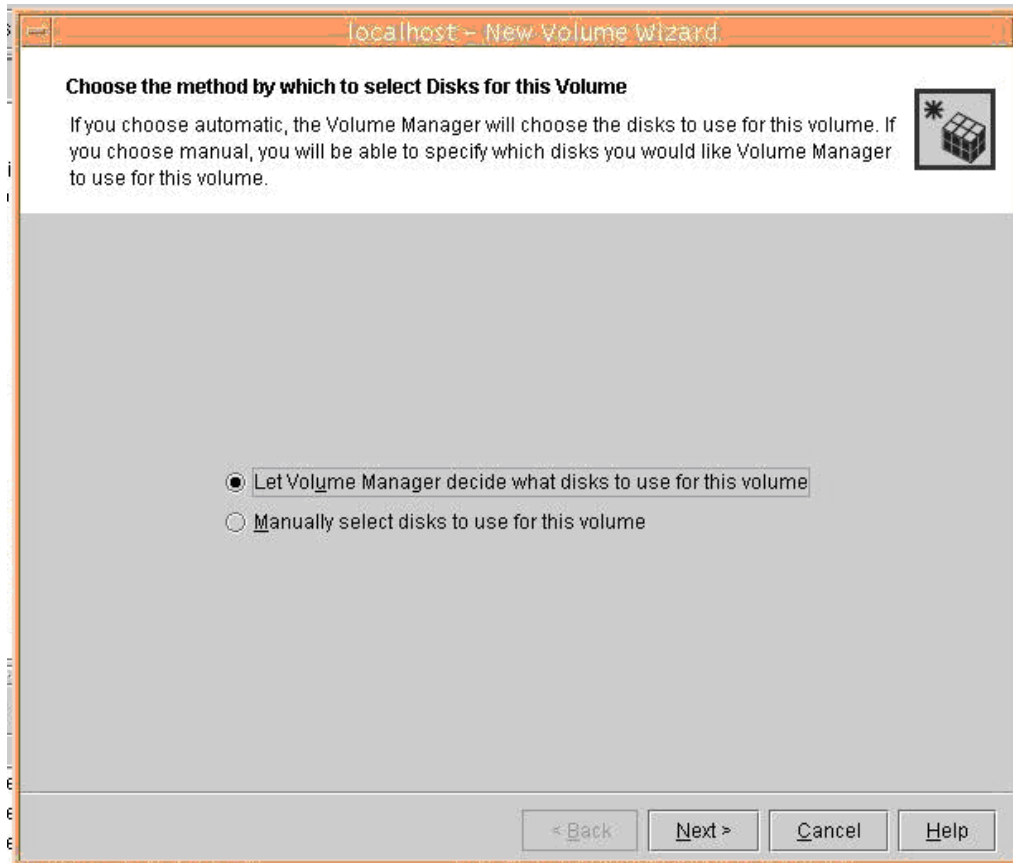 localhost - New Volume Wizard
Choose the method by which to select Disks for this Volume
If you choose automatic, the Volume Manager will choose the disks to use for this volume. If
you choose manual, you will be able to specify which disks you would like Volume Manager
to use for this volume.
Let Volume Manager decide what disks to use for this volume
Manually select disks to use for this volume
< Back Next > Cancel Help